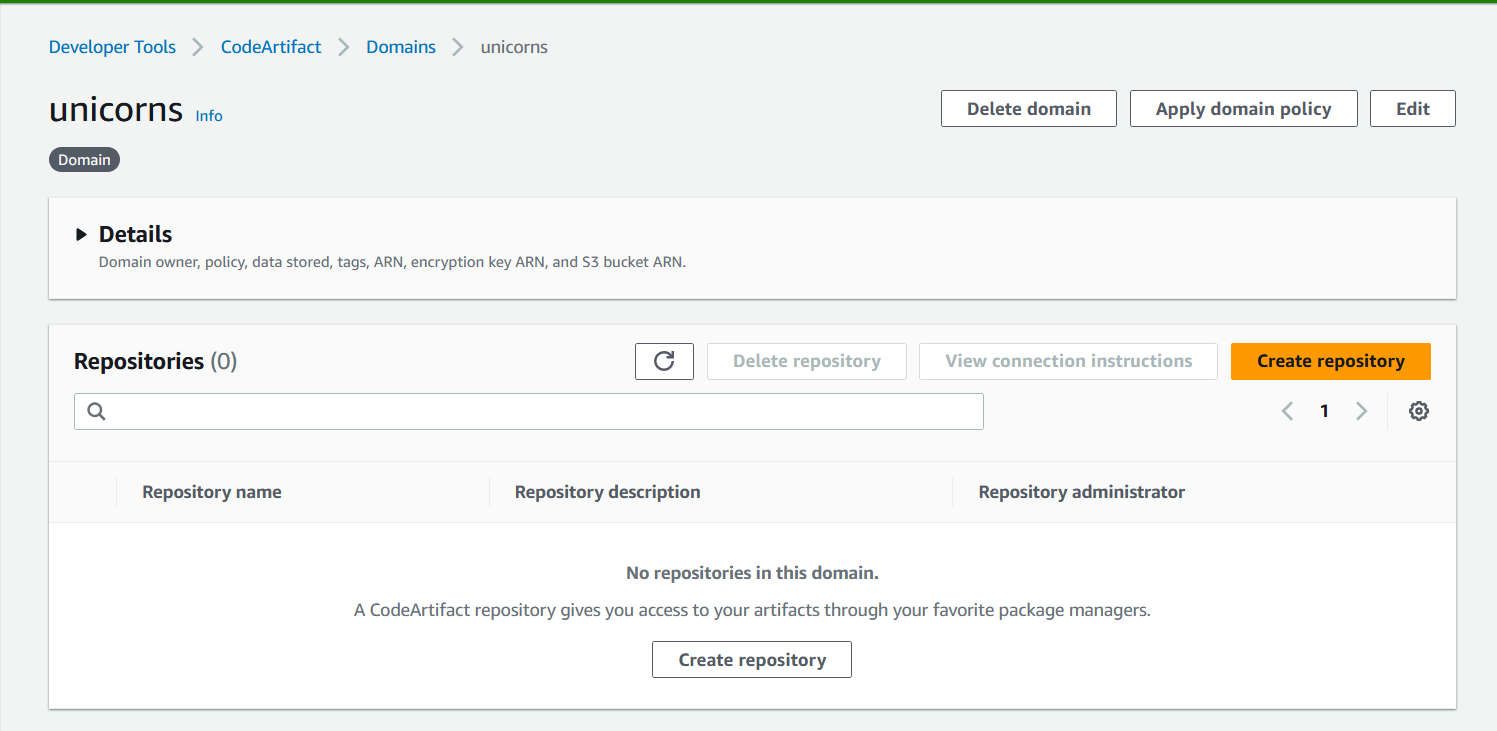 Developer Tools CodeArtifact Domains unicorns
unicorns Info
Delete domain Apply domain policy Edit
Domain
Details
Domain owner, policy, data stored, tags, ARN, encryption key ARN, and S3 bucket ARN.
Repositories (0)
Delete repository View connection instructions Create repository
1
Repository name Repository description Repository administrator
No repositories in this domain.
A CodeArtifact repository gives you access to your artifacts through your favorite package managers.
Create repository